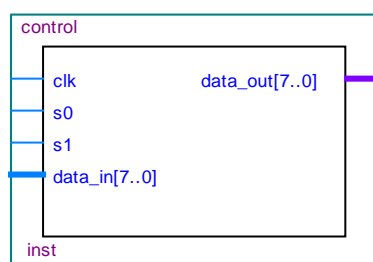 control
clk data_out[7..0]
s0
s1
data_in[7..0]
inst